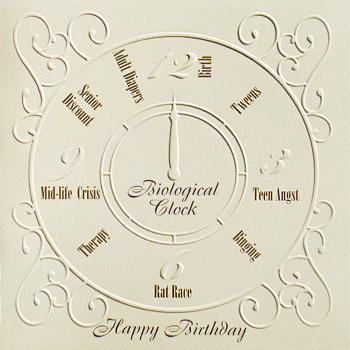 12
Birth
Tweens
3
Teen Angst
Binging
6
Rat Race
Therapy
9
Mid-life Crisis
Senior
Discount
Adult Diapers
Biological
Clock
Happy Birthday